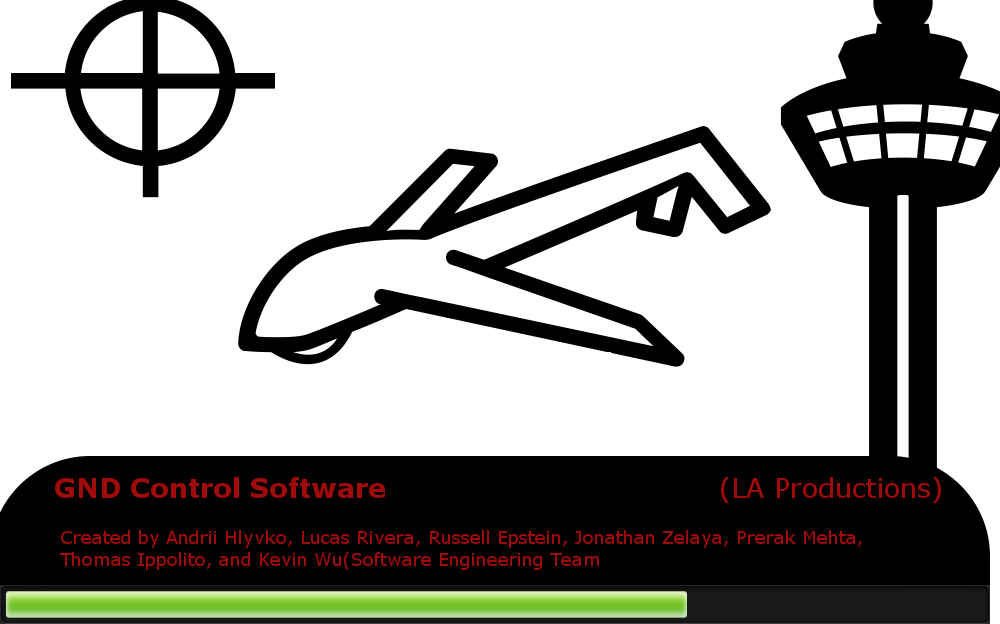 GND Control Software (LA Productions)
Created by Andrii Hlyvko, Lucas Rivera, Russell Epstein, Jonathan Zelaya, Prerak Mehta,
Thomas Ippolito, and Kevin Wu(Software Engineering Team